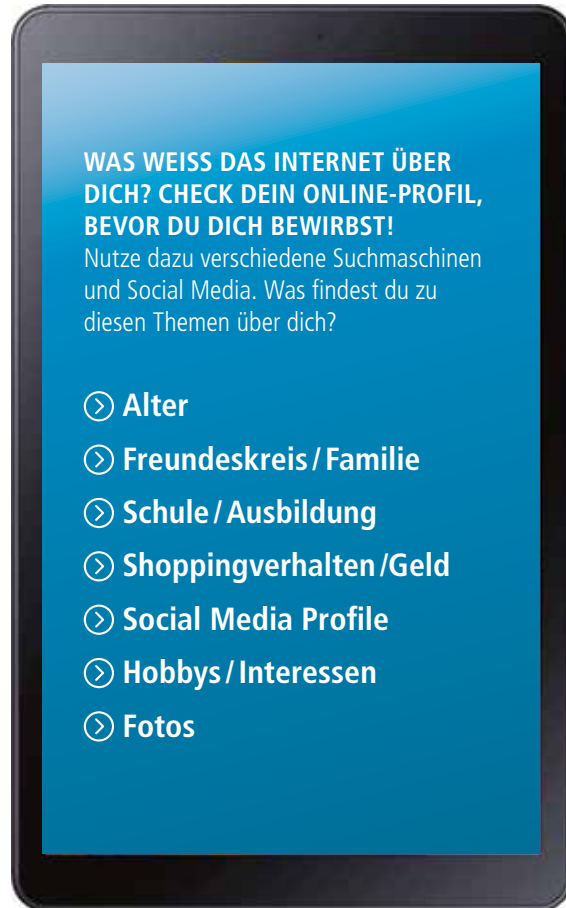 WAS WEISS DAS INTERNET ÜBER
DICH? CHECK DEIN ONLINE-PROFIL,
BEVOR DU DICH BEWIRBST!
Nutze dazu verschiedene Suchmaschinen
und Social Media. Was findest du zu
diesen Themen über dich?
Alter
Freundeskreis / Familie
Schule / Ausbildung
Shoppingverhalten / Geld
Social Media Profile
Hobbys / Interessen
Fotos